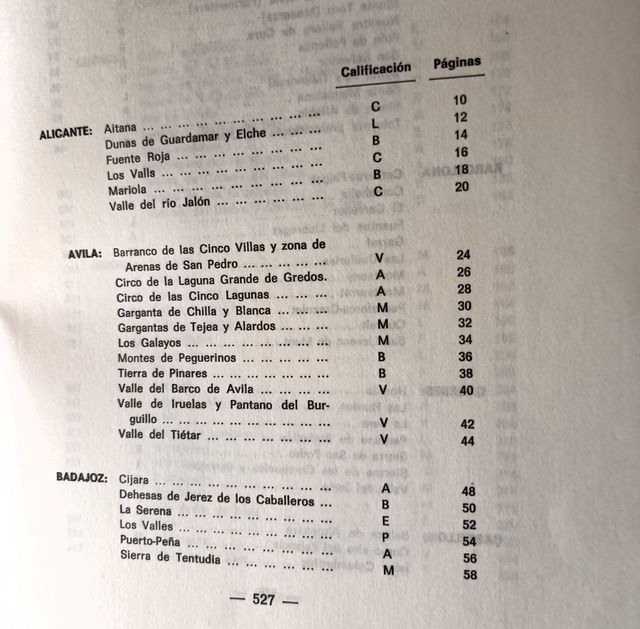 Calificación Páginas
ALICANTE: Aitana ... ... ... ... ... ... ... ... ... C 10
Dunas de Guardamar y Elche ... ... ... L 12
Fuente Roja ... ... ... ... ... ... ... ... B 14
Los Valls ... ... ... ... ... ... ... ... ... C 16
Mariola ... ... ... ... ... ... ... ... ... B 18
Valle del río Jalón ... ... ... ... ... ... C 20
AVILA: Barranco de las Cinco Villas y zona de
Arenas de San Pedro ... ... ... ... V 24
Circo de la Laguna Grande de Gredos. A 26
Circo de las Cinco Lagunas ... ... ... A 28
Garganta de Chilla y Blanca ... ... ... M 30
Gargantas de Tejea y Alardos ... ... ... M 32
Los Galayos ... ... ... ... ... ... ... ... M 34
Montes de Peguerinos ... ... ... ... ... B 36
Tierra de Pinares ... ... ... ... ... ... B 38
Valle del Barco de Avila ... ... ... ... V 40
Valle de Iruelas y Pantano del Bur-
guillo ... ... ... ... ... ... ... ... V 42
Valle del Tiétar ... ... ... ... ... ... V 44
BADAJOZ: Cijara ... ... ... ... ... ... ... ... ... A 48
Dehesas de Jerez de los Caballeros ... B 50
La Serena ... ... ... ... ... ... ... ... E 52
Los Valles ... ... ... ... ... ... ... ... P 54
Puerto-Peña ... ... ... ... ... ... ... ... A 56
Sierra de Tentudia ... ... ... ... ... ... M 58
— 527 —